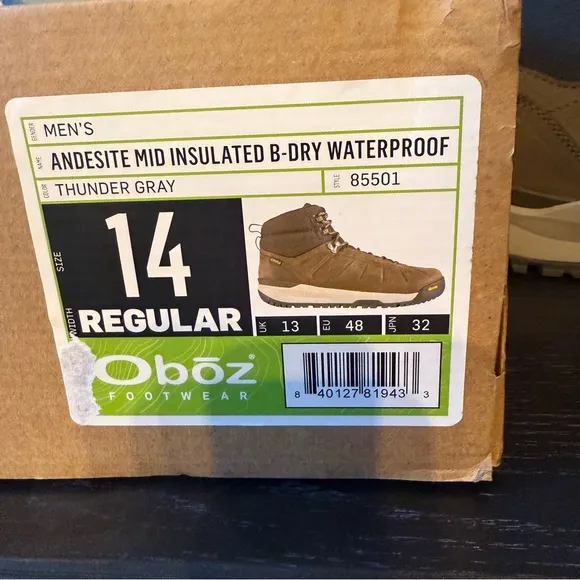 GENDER MEN'S
NAME ANDESITE MID INSULATED B-DRY WATERPROOF
COLOR THUNDER GRAY STYLE 85501
SIZE 14
WIDTH REGULAR UK 13 EU 48 JPN 32
Obōz®
FOOTWEAR
8 40127 81943 3